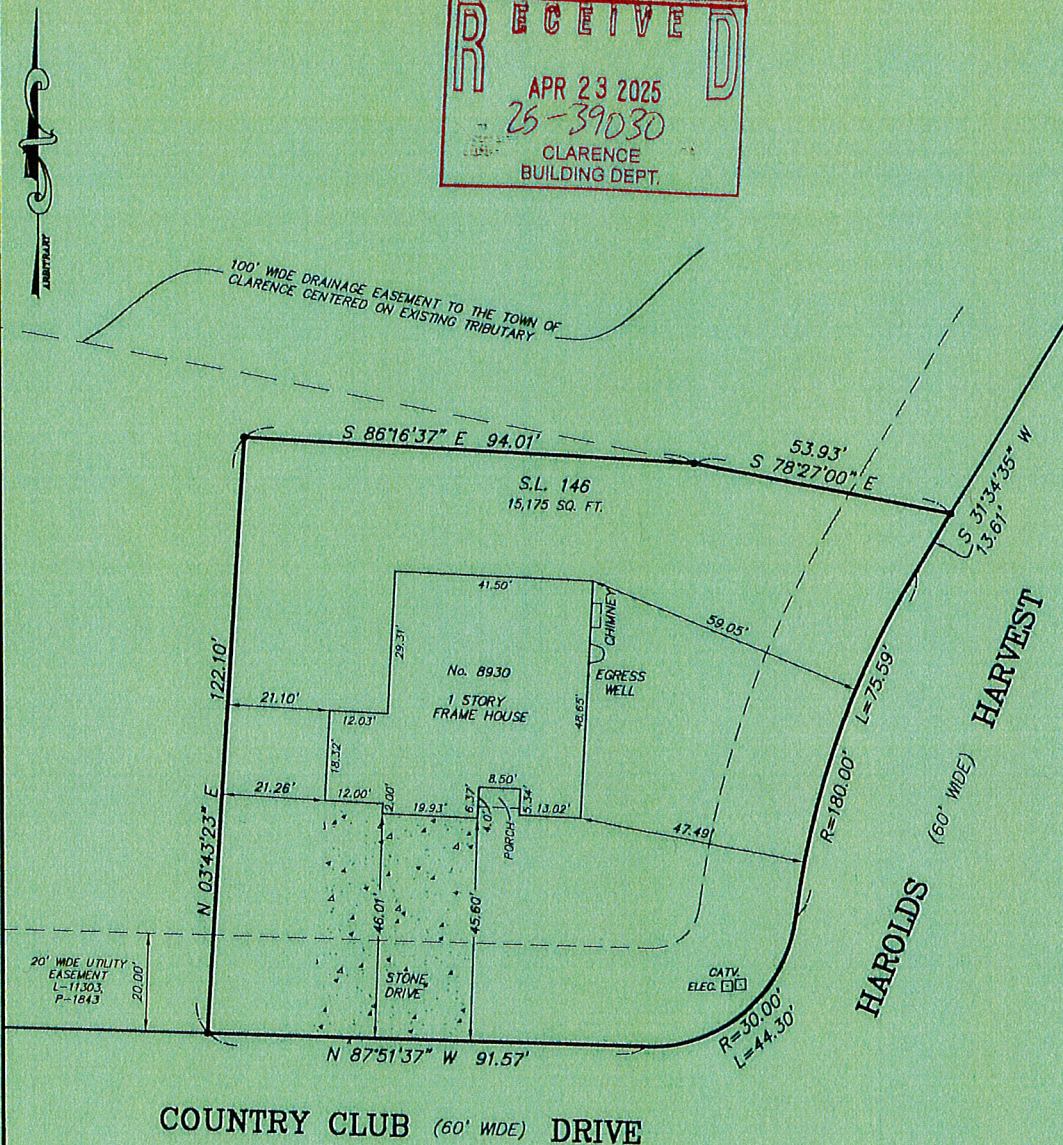 RECEIVED
APR 23 2025
25-39030
CLARENCE
BUILDING DEPT.
ARBITRARY
100' WIDE DRAINAGE EASEMENT TO THE TOWN OF
CLARENCE CENTERED ON EXISTING TRIBUTARY
S 86°16'37" E 94.01'
53.93'
S 78°27'00" E
S.L. 146
15,175 SQ. FT.
S 31°34'35" W
13.61'
41.50'
CHIMNEY
59.05'
29.31'
No. 8930
1 STORY
FRAME HOUSE
EGRESS
WELL
48.65'
122.10'
N 03°43'23" E
21.10'
12.03'
18.32'
L=75.59'
R=180.00'
HAROLDS (60' WIDE) HARVEST
21.26'
12.00'
2.00'
19.93'
6.37'
8.50'
4.0'
5.34'
13.02'
PORCH
47.49'
46.01'
45.60'
20' WIDE UTILITY
EASEMENT
L-11303,
P-1843
20.00'
STONE
DRIVE
CATV.
ELEC.
R=30.00'
L=44.30'
N 87°51'37" W 91.57'
COUNTRY CLUB (60' WIDE) DRIVE